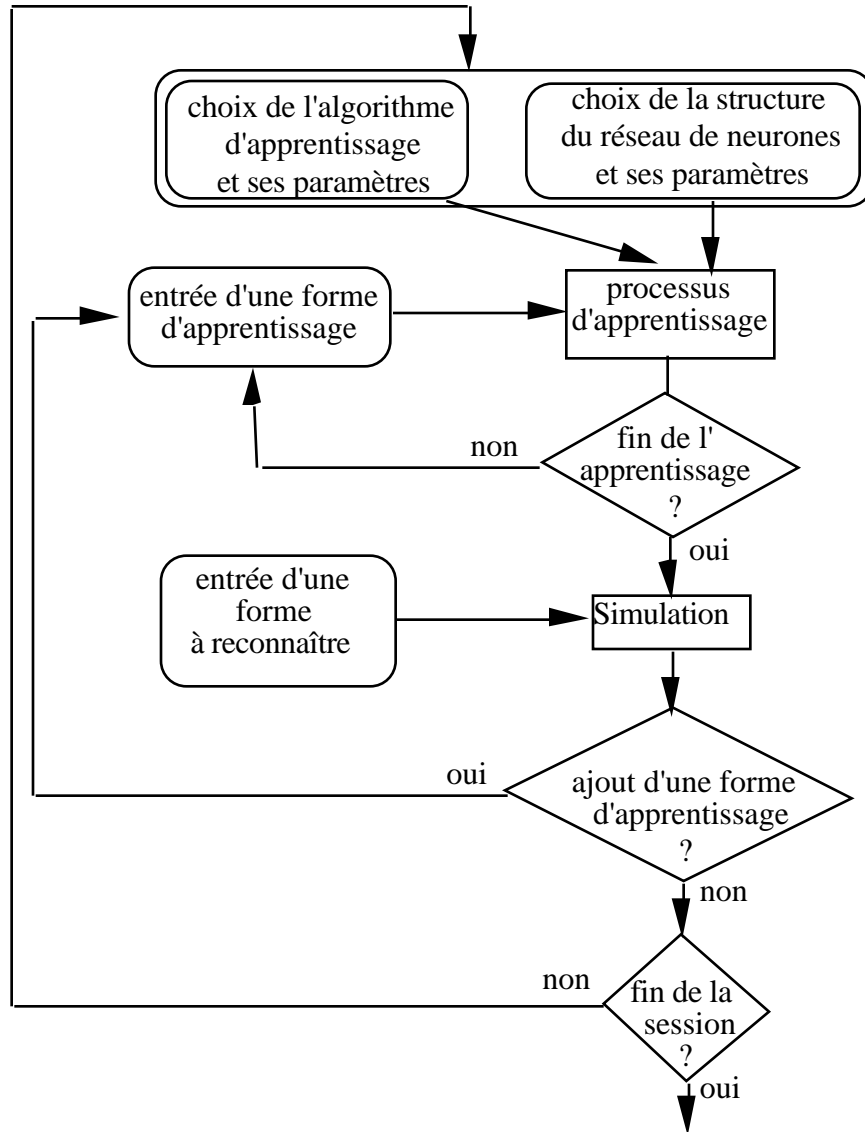 choix de l'algorithme
d'apprentissage
et ses paramètres
choix de la structure
du réseau de neurones
et ses paramètres
entrée d'une forme
d'apprentissage
processus
d'apprentissage
non
fin de l'
apprentissage
?
oui
entrée d'une
forme
à reconnaître
Simulation
oui
ajout d'une forme
d'apprentissage
?
non
non
fin de la
session
?
oui